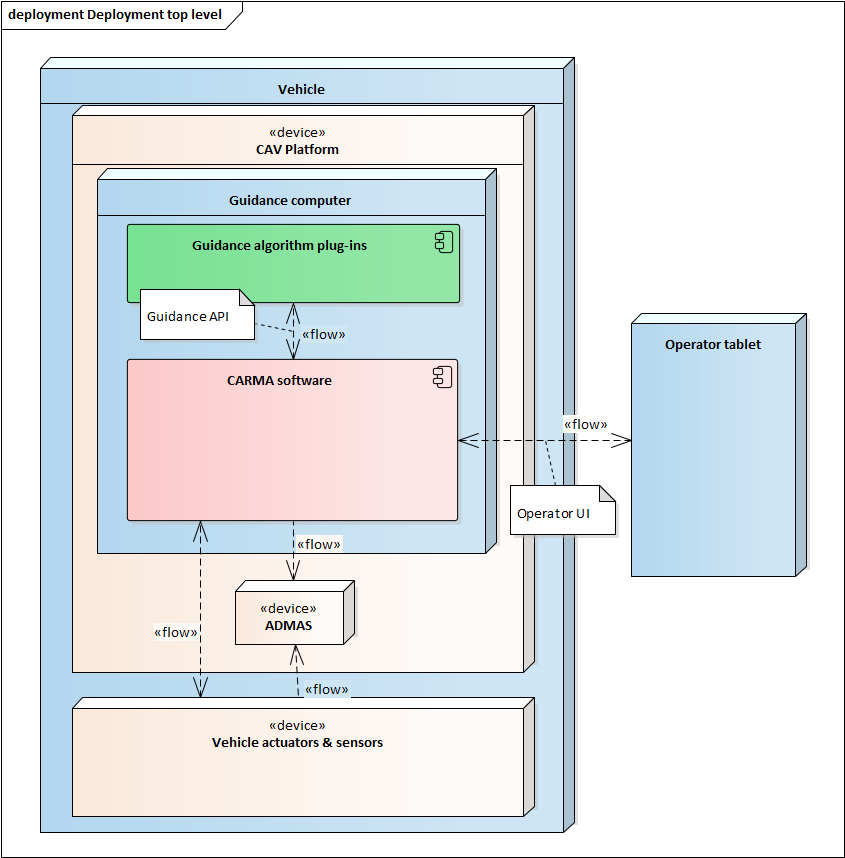 deployment Deployment top level
Vehicle
«device»
CAV Platform
Guidance computer
Guidance algorithm plug-ins
Guidance API
«flow»
Operator tablet
CARMA software
«flow»
Operator UI
«flow»
«device»
ADMAS
«flow»
«flow»
«device»
Vehicle actuators & sensors